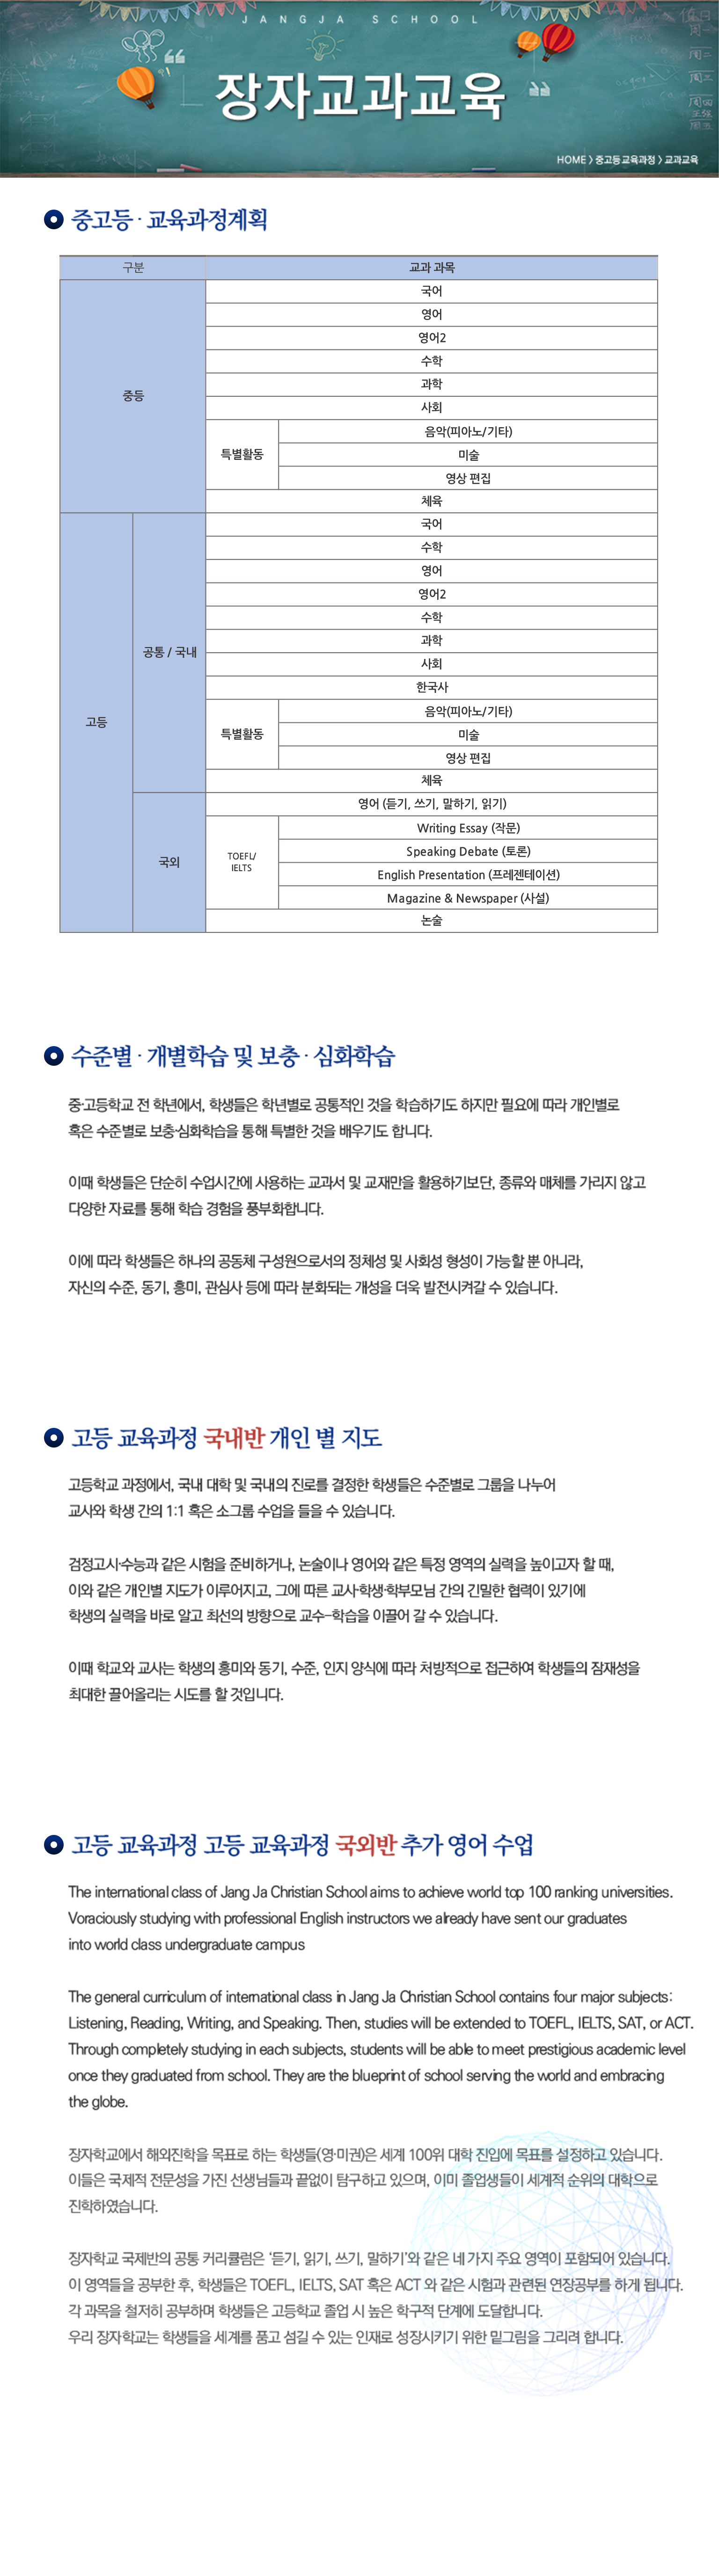 JANGJA SCHOOL
장자교과교육
HOME > 중고등교육과정 > 교과교육
중고등 · 교육과정계획
구분 교과 과목
국어
영어
영어2
수학
과학
사회
중등
특별활동
음악(피아노/기타)
미술
영상 편집
체육
고등
공통 / 국내
국어
수학
영어
영어2
수학
과학
사회
한국사
특별활동
음악(피아노/기타)
미술
영상 편집
체육
국외
영어 (듣기, 쓰기, 말하기, 읽기)
TOEFL/
IELTS
Writing Essay (작문)
Speaking Debate (토론)
English Presentation (프레젠테이션)
Magazine & Newspaper (사설)
논술
수준별 · 개별학습 및 보충 · 심화학습
중·고등학교 전 학년에서, 학생들은 학년별로 공통적인 것을 학습하기도 하지만 필요에 따라 개인별로
혹은 수준별로 보충·심화학습을 통해 특별한 것을 배우기도 합니다.
이때 학생들은 단순히 수업시간에 사용하는 교과서 및 교재만을 활용하기보단, 종류와 매체를 가리지 않고
다양한 자료를 통해 학습 경험을 풍부화합니다.
이에 따라 학생들은 하나의 공동체 구성원으로서의 정체성 및 사회성 형성이 가능할 뿐 아니라,
자신의 수준, 동기, 흥미, 관심사 등에 따라 분화되는 개성을 더욱 발전시켜갈 수 있습니다.
고등 교육과정 국내반 개인 별 지도
고등학교 과정에서, 국내 대학 및 국내의 진로를 결정한 학생들은 수준별로 그룹을 나누어
교사와 학생 간의 1:1 혹은 소그룹 수업을 들을 수 있습니다.
검정고시·수능과 같은 시험을 준비하거나, 논술이나 영어와 같은 특정 영역의 실력을 높이고자 할 때,
이와 같은 개인별 지도가 이루어지고, 그에 따른 교사·학생·학부모님 간의 긴밀한 협력이 있기에
학생의 실력을 바로 알고 최선의 방향으로 교수-학습을 이끌어 갈 수 있습니다.
이때 학교와 교사는 학생의 흥미와 동기, 수준, 인지 양식에 따라 처방적으로 접근하여 학생들의 잠재성을
최대한 끌어올리는 시도를 할 것입니다.
고등 교육과정 고등 교육과정 국외반 추가 영어 수업
The international class of Jang Ja Christian School aims to achieve world top 100 ranking universities.
Voraciously studying with professional English instructors we already have sent our graduates
into world class undergraduate campus
The general curriculum of international class in Jang Ja Christian School contains four major subjects:
Listening, Reading, Writing, and Speaking. Then, studies will be extended to TOEFL, IELTS, SAT, or ACT.
Through completely studying in each subjects, students will be able to meet prestigious academic level
once they graduated from school. They are the blueprint of school serving the world and embracing
the globe.
장자학교에서 해외진학을 목표로 하는 학생들(영·미권)은 세계 100위 대학 진입에 목표를 설정하고 있습니다.
이들은 국제적 전문성을 가진 선생님들과 끝없이 탐구하고 있으며, 이미 졸업생들이 세계적 순위의 대학으로
진학하였습니다.
장자학교 국제반의 공통 커리큘럼은 '듣기, 읽기, 쓰기, 말하기'와 같은 네 가지 주요 영역이 포함되어 있습니다.
이 영역들을 공부한 후, 학생들은 TOEFL, IELTS, SAT 혹은 ACT 와 같은 시험과 관련된 연장공부를 하게 됩니다.
각 과목을 철저히 공부하며 학생들은 고등학교 졸업 시 높은 학구적 단계에 도달합니다.
우리 장자학교는 학생들을 세계를 품고 섬길 수 있는 인재로 성장시키기 위한 밑그림을 그리려 합니다.